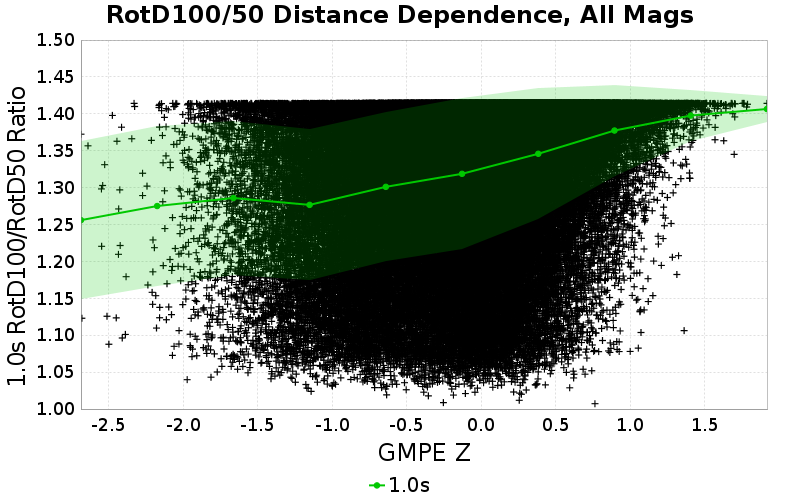 RotD100/50 Distance Dependence, All Mags
1.0s RotD100/RotD50 Ratio
1.50
1.45
1.40
1.35
1.30
1.25
1.20
1.15
1.10
1.05
1.00
-2.5 -2.0 -1.5 -1.0 -0.5 0.0 0.5 1.0 1.5
GMPE Z
1.0s